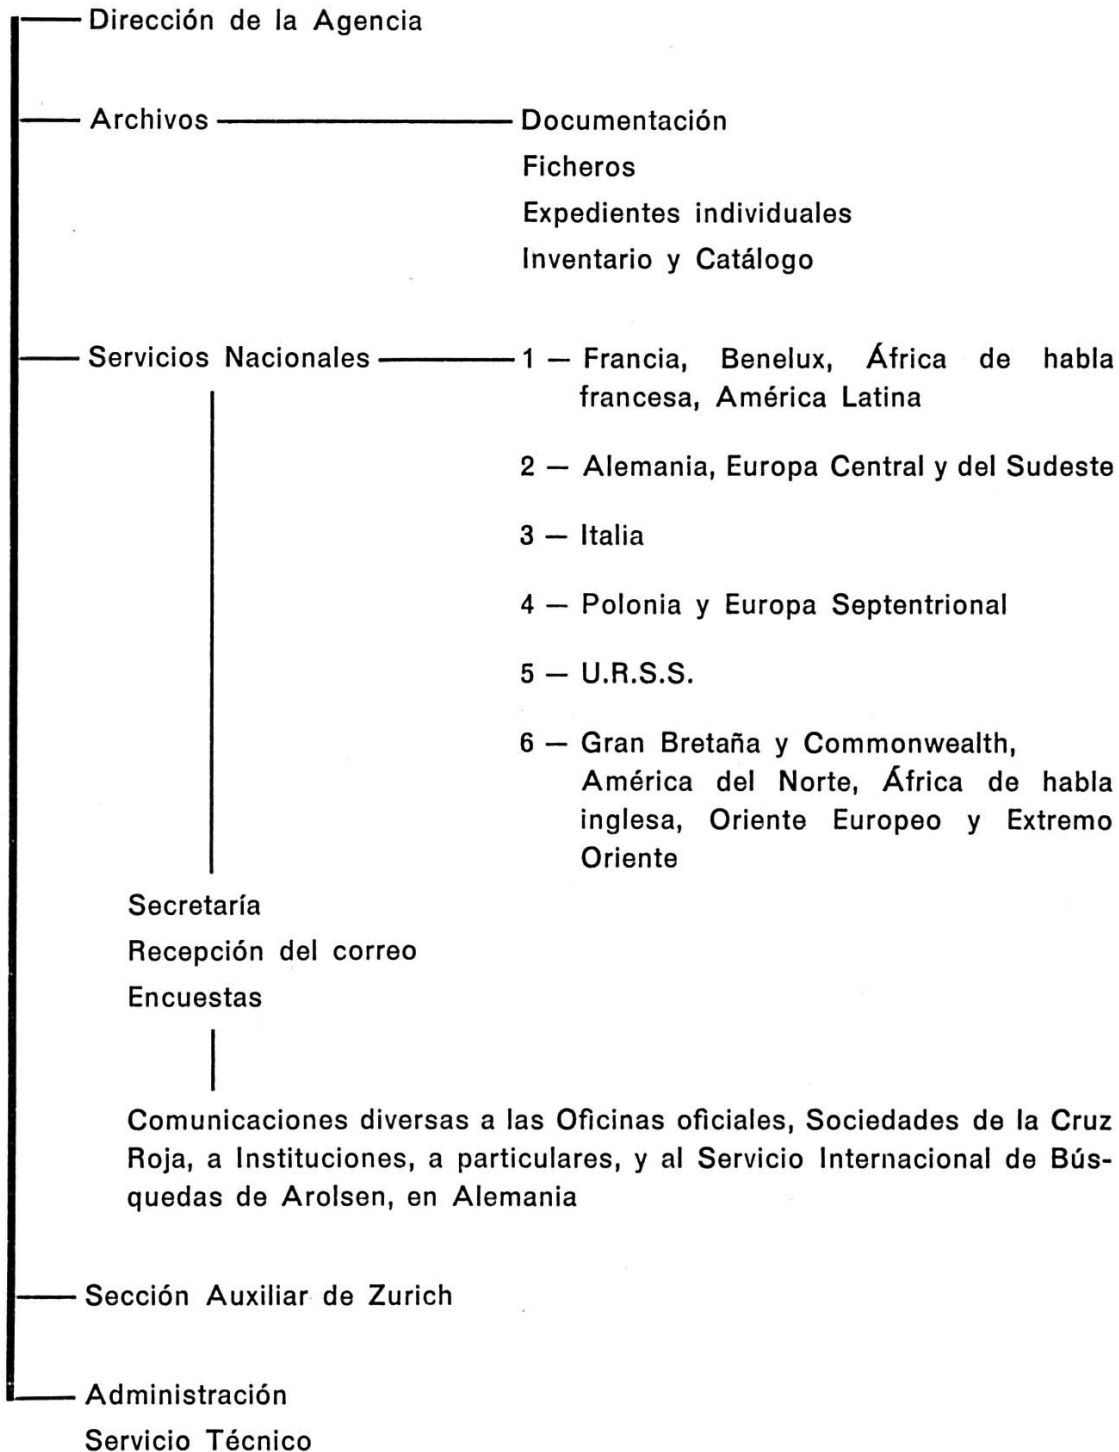 Dirección de la Agencia
Archivos
Documentación
Ficheros
Expedientes individuales
Inventario y Catálogo
Servicios Nacionales
1 — Francia, Benelux, África de habla
francesa, América Latina
2 — Alemania, Europa Central y del Sudeste
3 — Italia
4 — Polonia y Europa Septentrional
5 — U.R.S.S.
6 — Gran Bretaña y Commonwealth,
América del Norte, África de habla
inglesa, Oriente Europeo y Extremo
Oriente
Secretaría
Recepción del correo
Encuestas
Comunicaciones diversas a las Oficinas oficiales, Sociedades de la Cruz
Roja, a Instituciones, a particulares, y al Servicio Internacional de Bús-
quedas de Arolsen, en Alemania
Sección Auxiliar de Zurich
Administración
Servicio Técnico